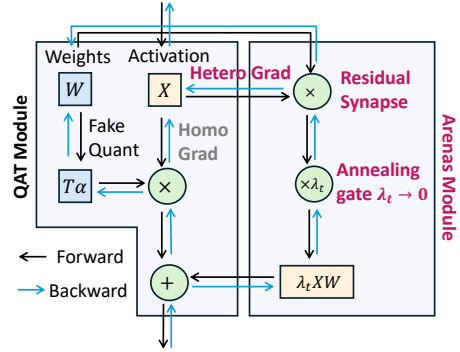 Weights
Activation
W
X
Hetero Grad
×
Residual
Synapse
QAT Module
Fake
Quant
Homo
Grad
Arenas Module
Tα
×
×λₜ
Annealing
gate λₜ → 0
Forward
Backward
+
λₜXW